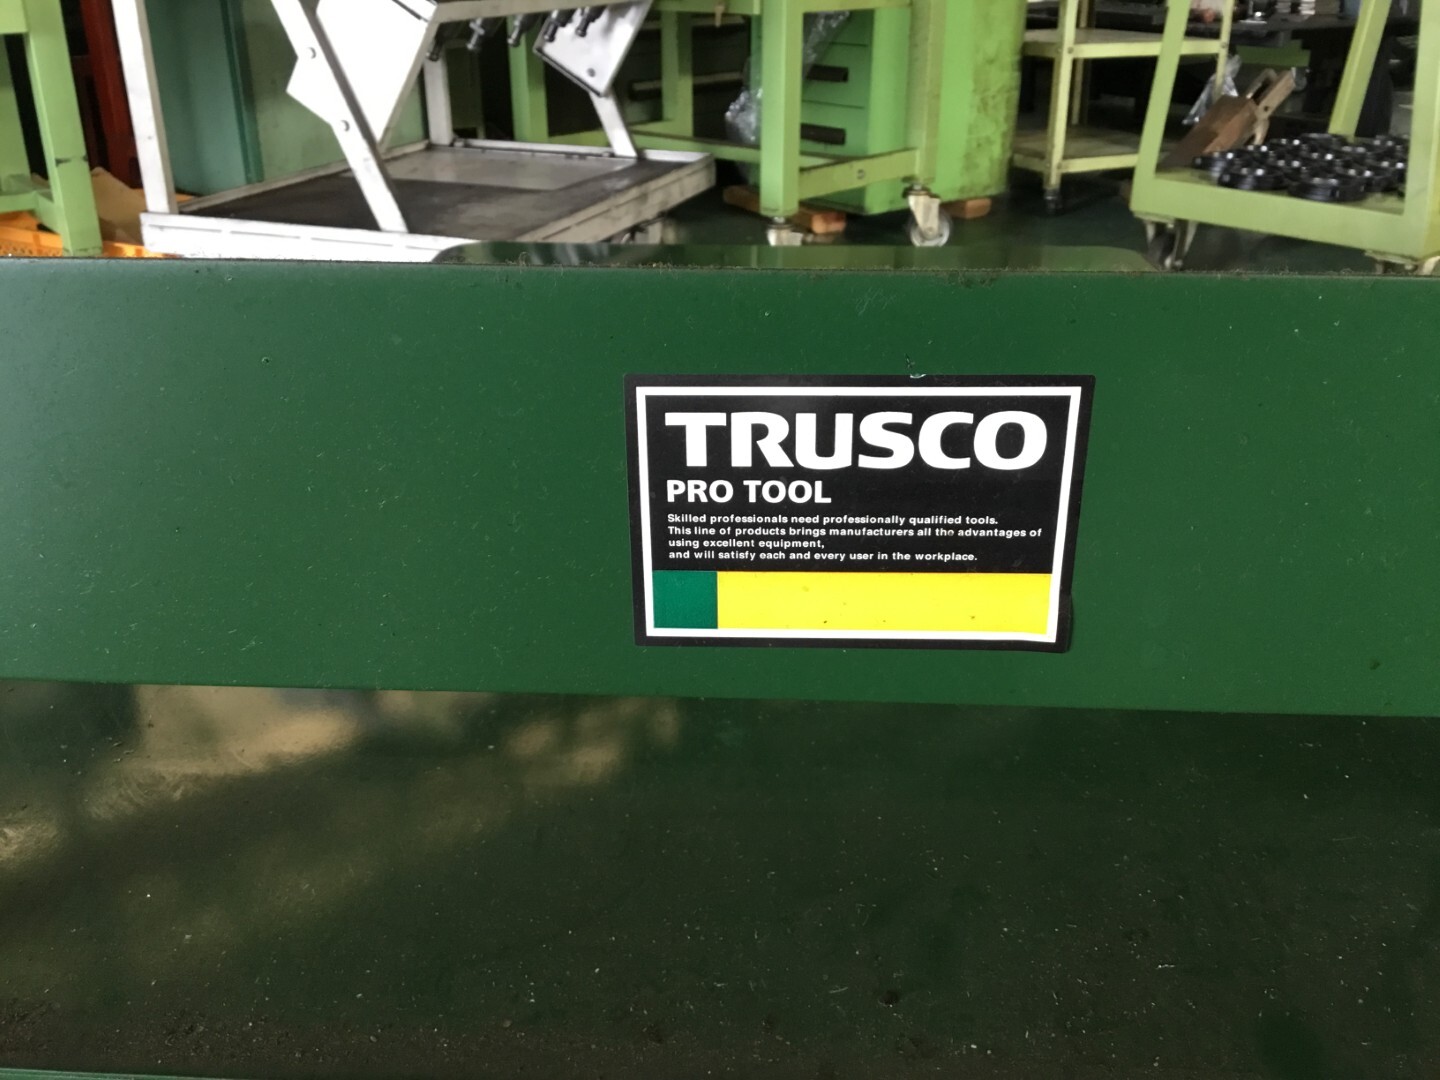 TRUSCO
PRO TOOL
Skilled professionals need professionally qualified tools.
This line of products brings manufacturers all the advantages of
using excellent equipment,
and will satisfy each and every user in the workplace.